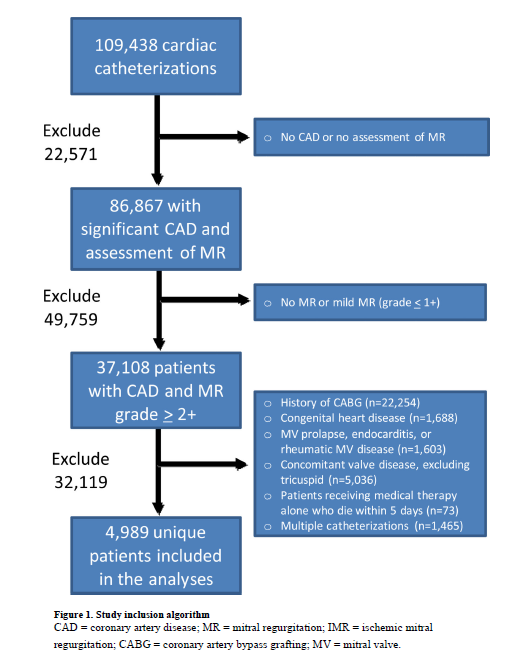 109,438 cardiac
catheterizations
Exclude
22,571
o No CAD or no assessment of MR
86,867 with
significant CAD and
assessment of MR
Exclude
49,759
o No MR or mild MR (grade ≤ 1+)
37,108 patients
with CAD and MR
grade ≥ 2+
Exclude
32,119
o History of CABG (n=22,254)
o Congenital heart disease (n=1,688)
o MV prolapse, endocarditis, or
rheumatic MV disease (n=1,603)
o Concomitant valve disease, excluding
tricuspid (n=5,036)
o Patients receiving medical therapy
alone who die within 5 days (n=73)
o Multiple catheterizations (n=1,465)
4,989 unique
patients included
in the analyses
Figure 1. Study inclusion algorithm
CAD = coronary artery disease; MR = mitral regurgitation; IMR = ischemic mitral
regurgitation; CABG = coronary artery bypass grafting; MV = mitral valve.